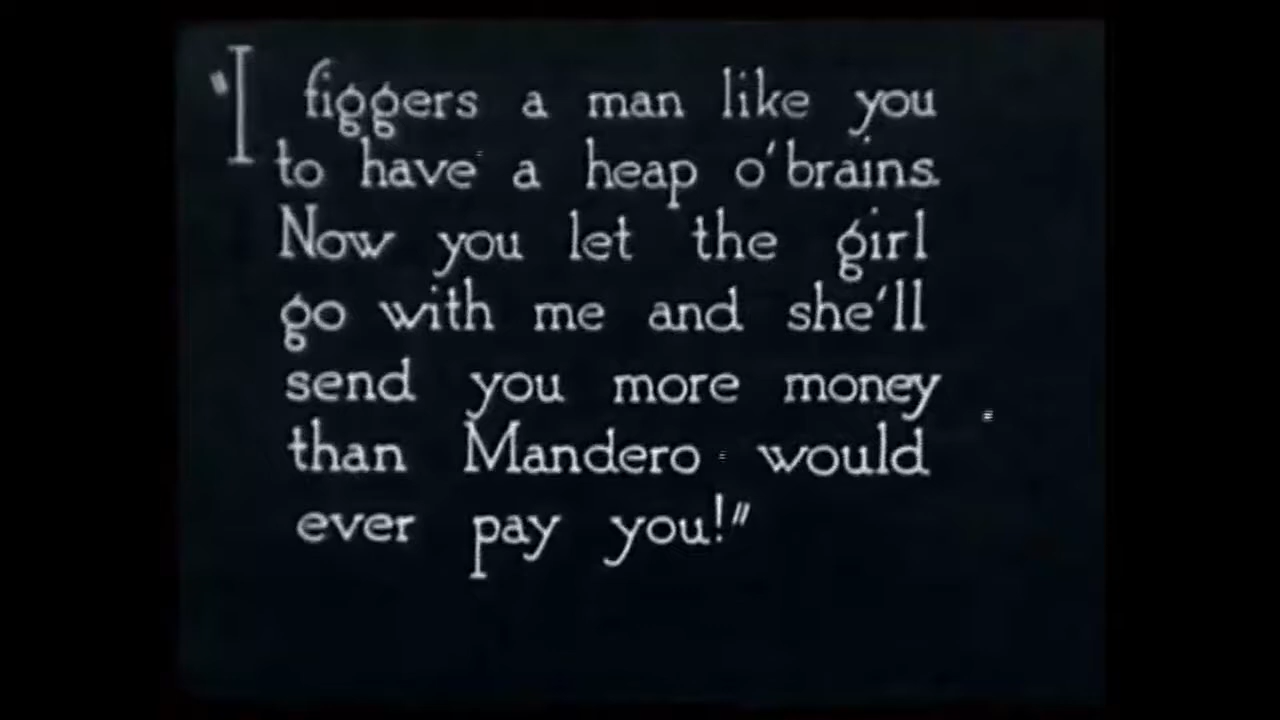 "I figgers a man like you
to have a heap o' brains.
Now you let the girl
go with me and she'll
send you more money
than Mandero would
ever pay you!"